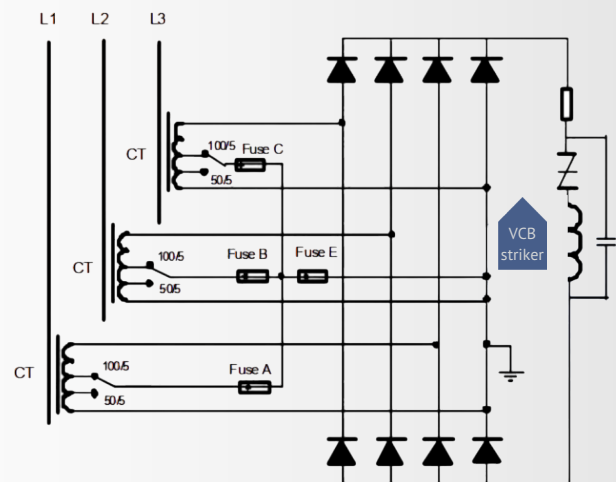 L1 L2 L3
CT
100/5
Fuse C
50/5
VCB
striker
CT
100/5
Fuse B
Fuse E
50/5
CT
100/5
Fuse A
50/5